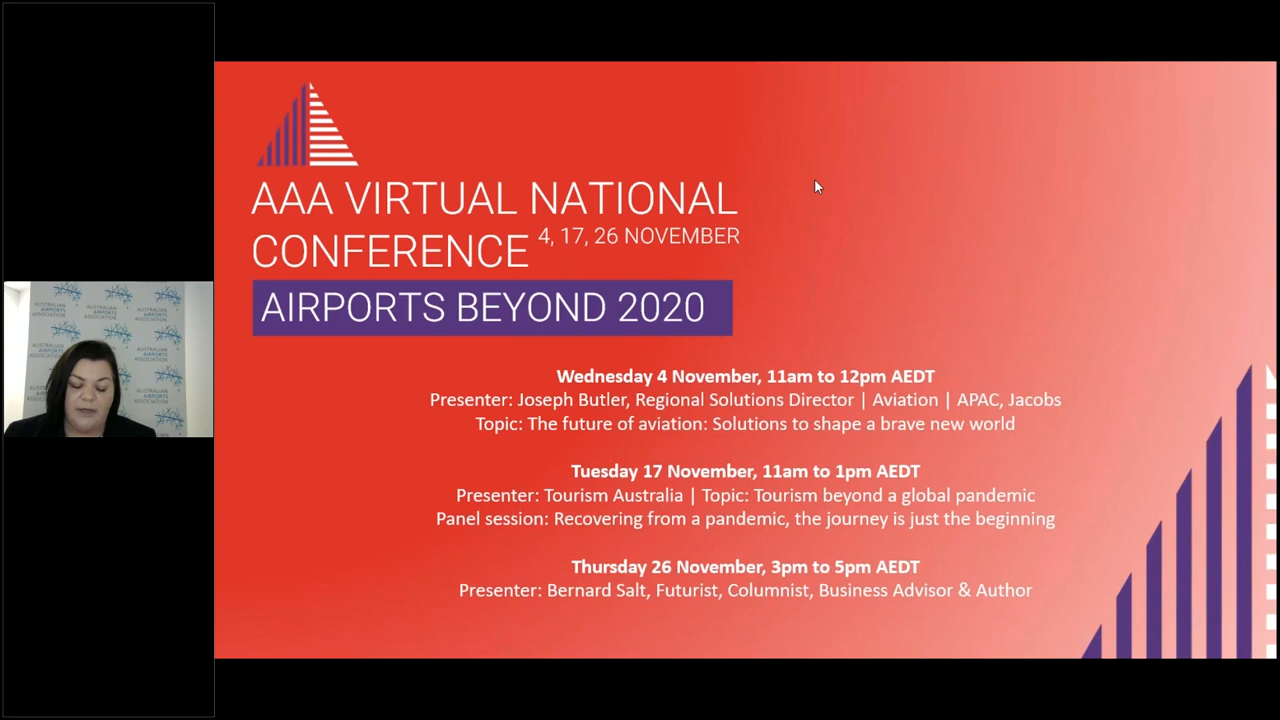 AAA VIRTUAL NATIONAL
CONFERENCE 4, 17, 26 NOVEMBER
AIRPORTS BEYOND 2020
Wednesday 4 November, 11am to 12pm AEDT
Presenter: Joseph Butler, Regional Solutions Director | Aviation | APAC, Jacobs
Topic: The future of aviation: Solutions to shape a brave new world
Tuesday 17 November, 11am to 1pm AEDT
Presenter: Tourism Australia | Topic: Tourism beyond a global pandemic
Panel session: Recovering from a pandemic, the journey is just the beginning
Thursday 26 November, 3pm to 5pm AEDT
Presenter: Bernard Salt, Futurist, Columnist, Business Advisor & Author
AUSTRALIAN
AIRPORTS
ASSOCIATION